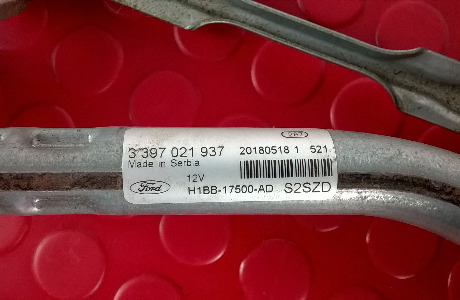 3 397 021 937 20180518 1 521
Made in Serbia
12V
Ford H1BB-17500-AD S2SZD